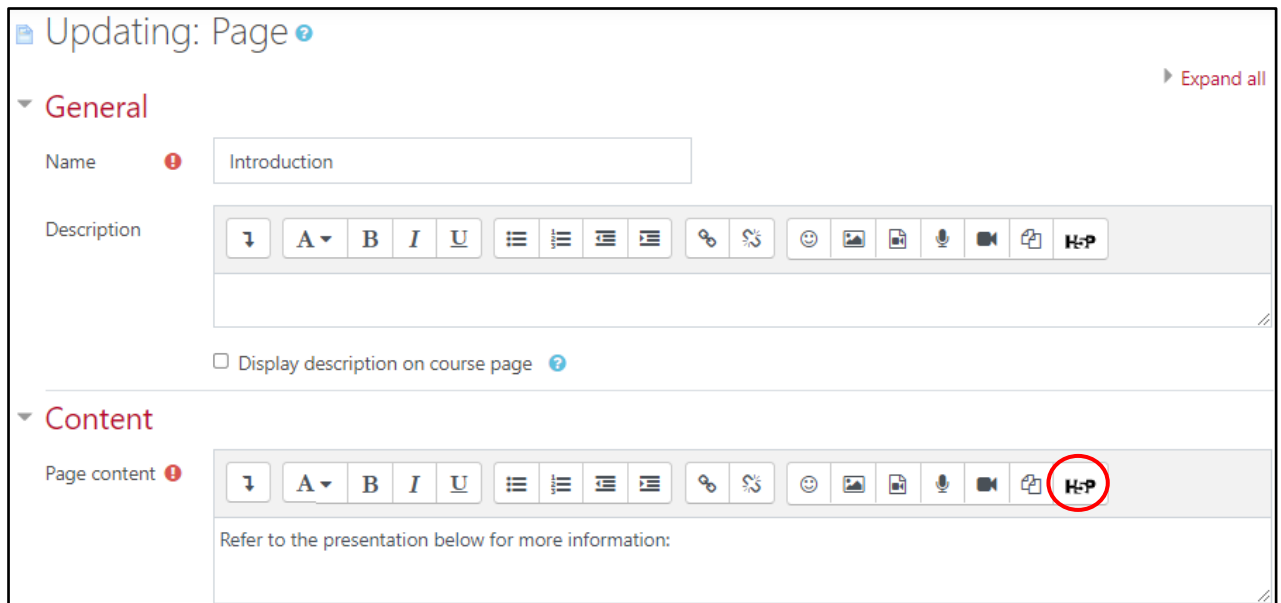 Updating: Page
Expand all
General
Name
Introduction
Description
A B I U H5P
Display description on course page
Content
Page content
A B I U H5P
Refer to the presentation below for more information: